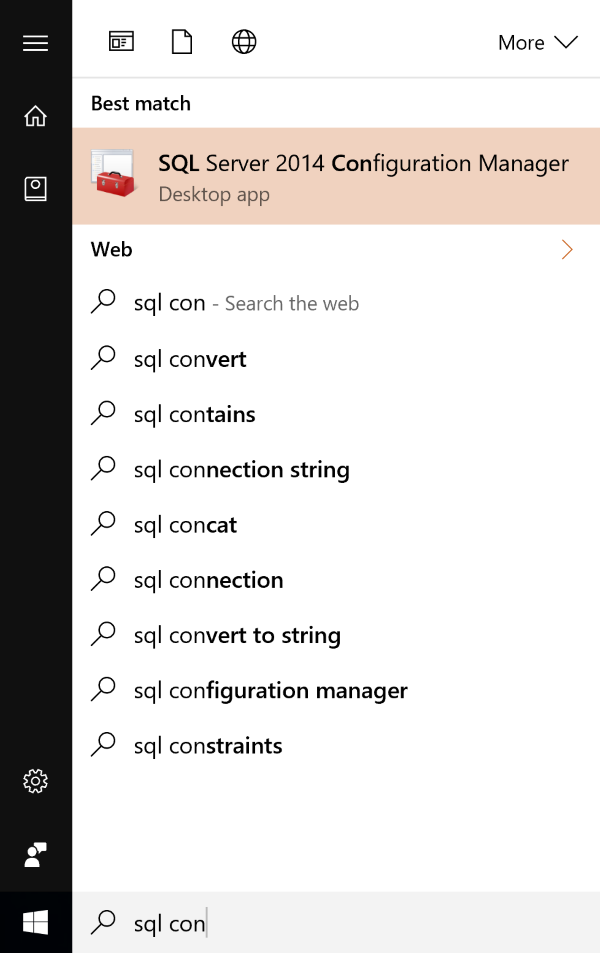 More
Best match
SQL Server 2014 Configuration Manager
Desktop app
Web
sql con - Search the web
sql convert
sql contains
sql connection string
sql concat
sql connection
sql convert to string
sql configuration manager
sql constraints
sql con